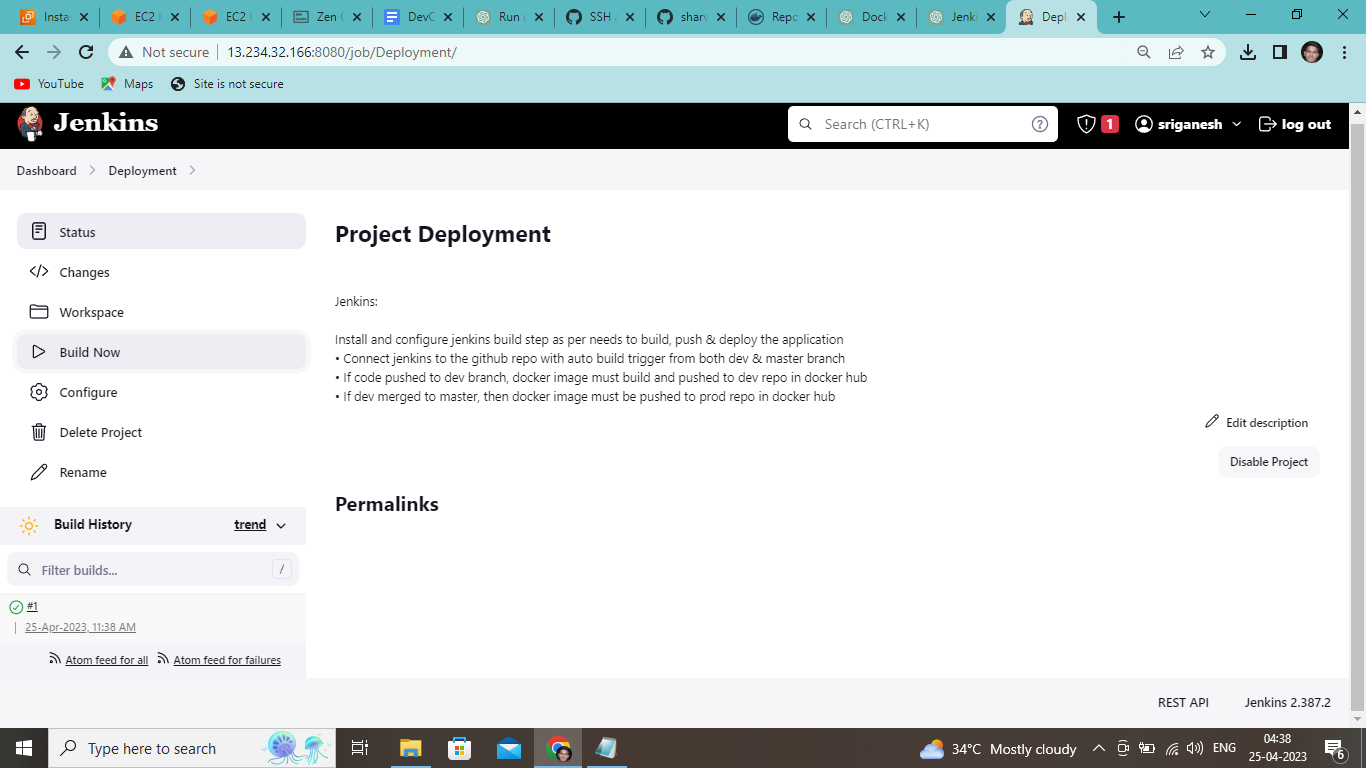 Insta
EC2
EC2
Zen
DevC
Run
SSH
sharv
Repo
Dock
Jenki
Depl
Not secure
13.234.32.166:8080/job/Deployment/
YouTube
Maps
Site is not secure
Jenkins
Search (CTRL+K)
?
1
sriganesh
log out
Dashboard
Deployment
Status
Changes
Workspace
Build Now
Configure
Delete Project
Rename
Build History
trend
Filter builds...
/
#1
25-Apr-2023, 11:38 AM
Atom feed for all
Atom feed for failures
Project Deployment
Jenkins:
Install and configure jenkins build step as per needs to build, push & deploy the application
• Connect jenkins to the github repo with auto build trigger from both dev & master branch
• If code pushed to dev branch, docker image must build and pushed to dev repo in docker hub
• If dev merged to master, then docker image must be pushed to prod repo in docker hub
Edit description
Disable Project
Permalinks
REST API
Jenkins 2.387.2
Type here to search
34°C Mostly cloudy
ENG
04:38
25-04-2023
6